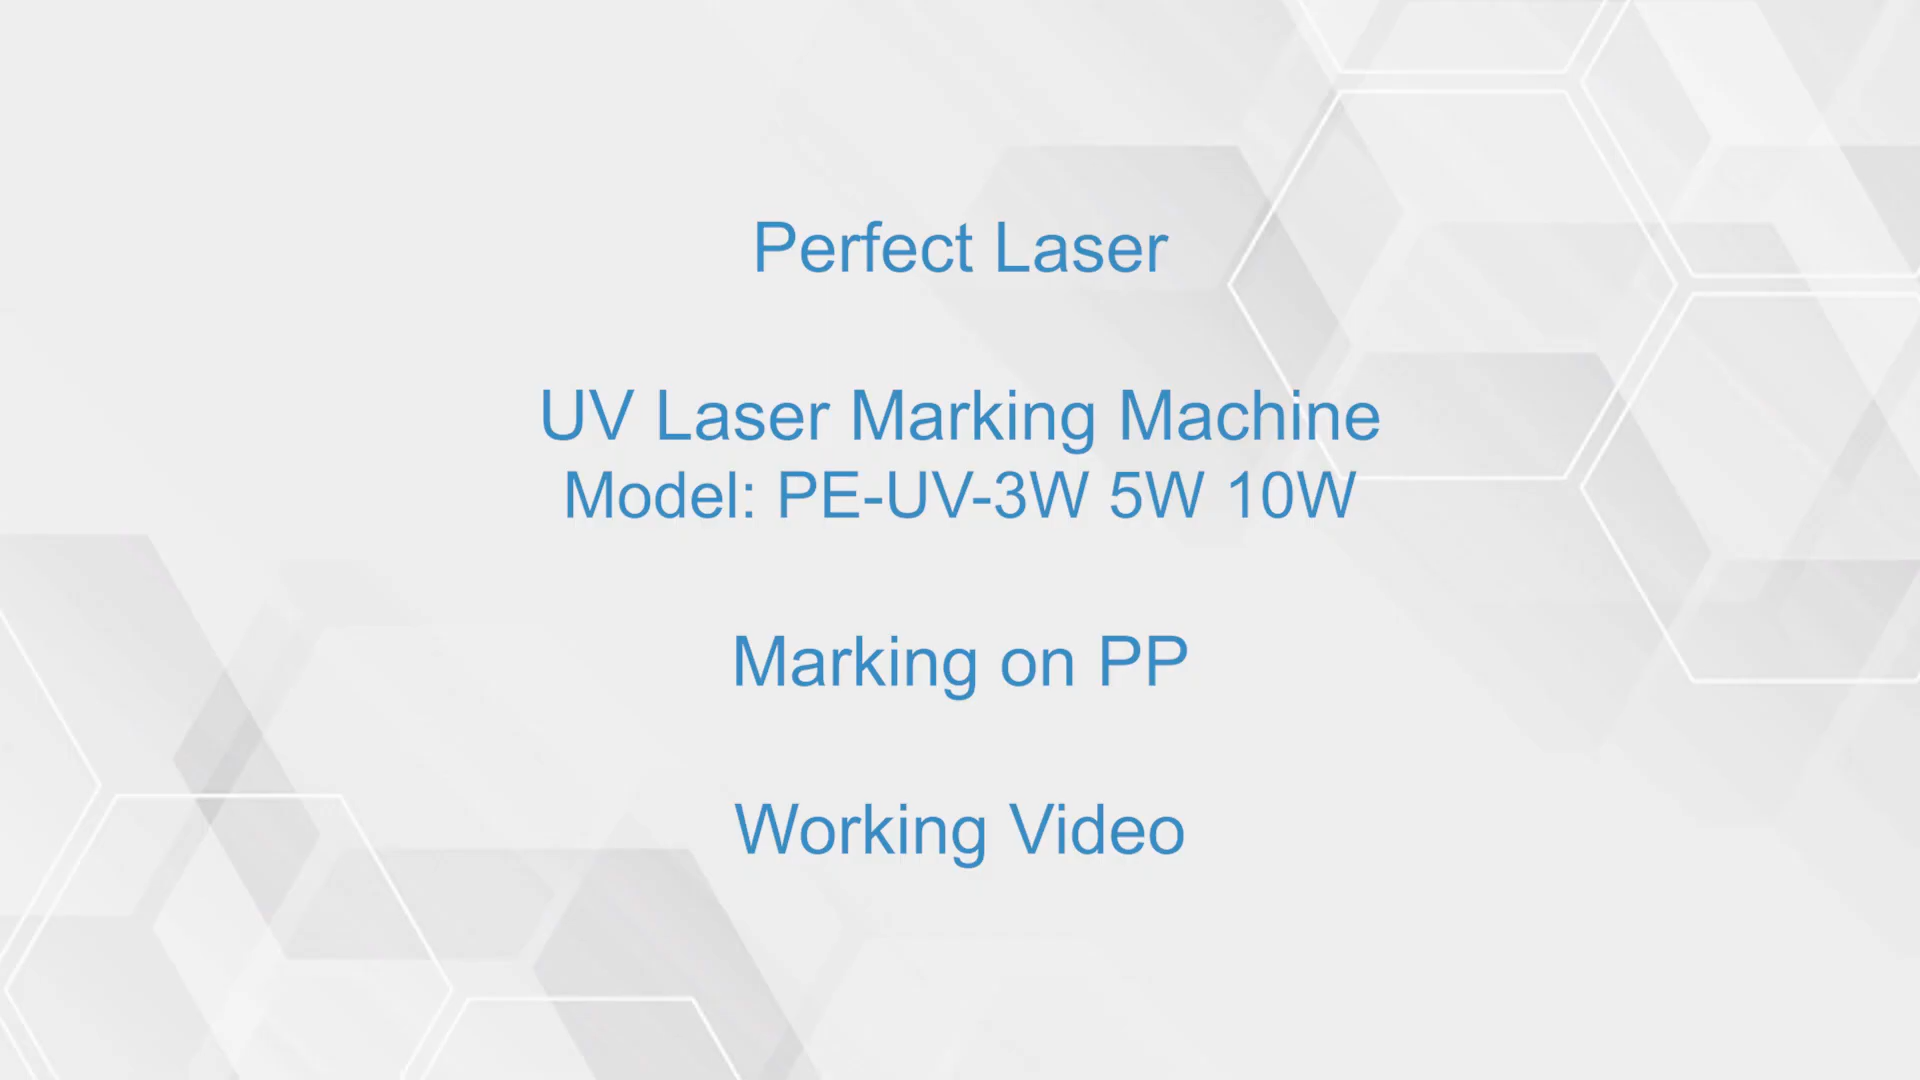 Perfect Laser
UV Laser Marking Machine
Model: PE-UV-3W 5W 10W
Marking on PP
Working Video